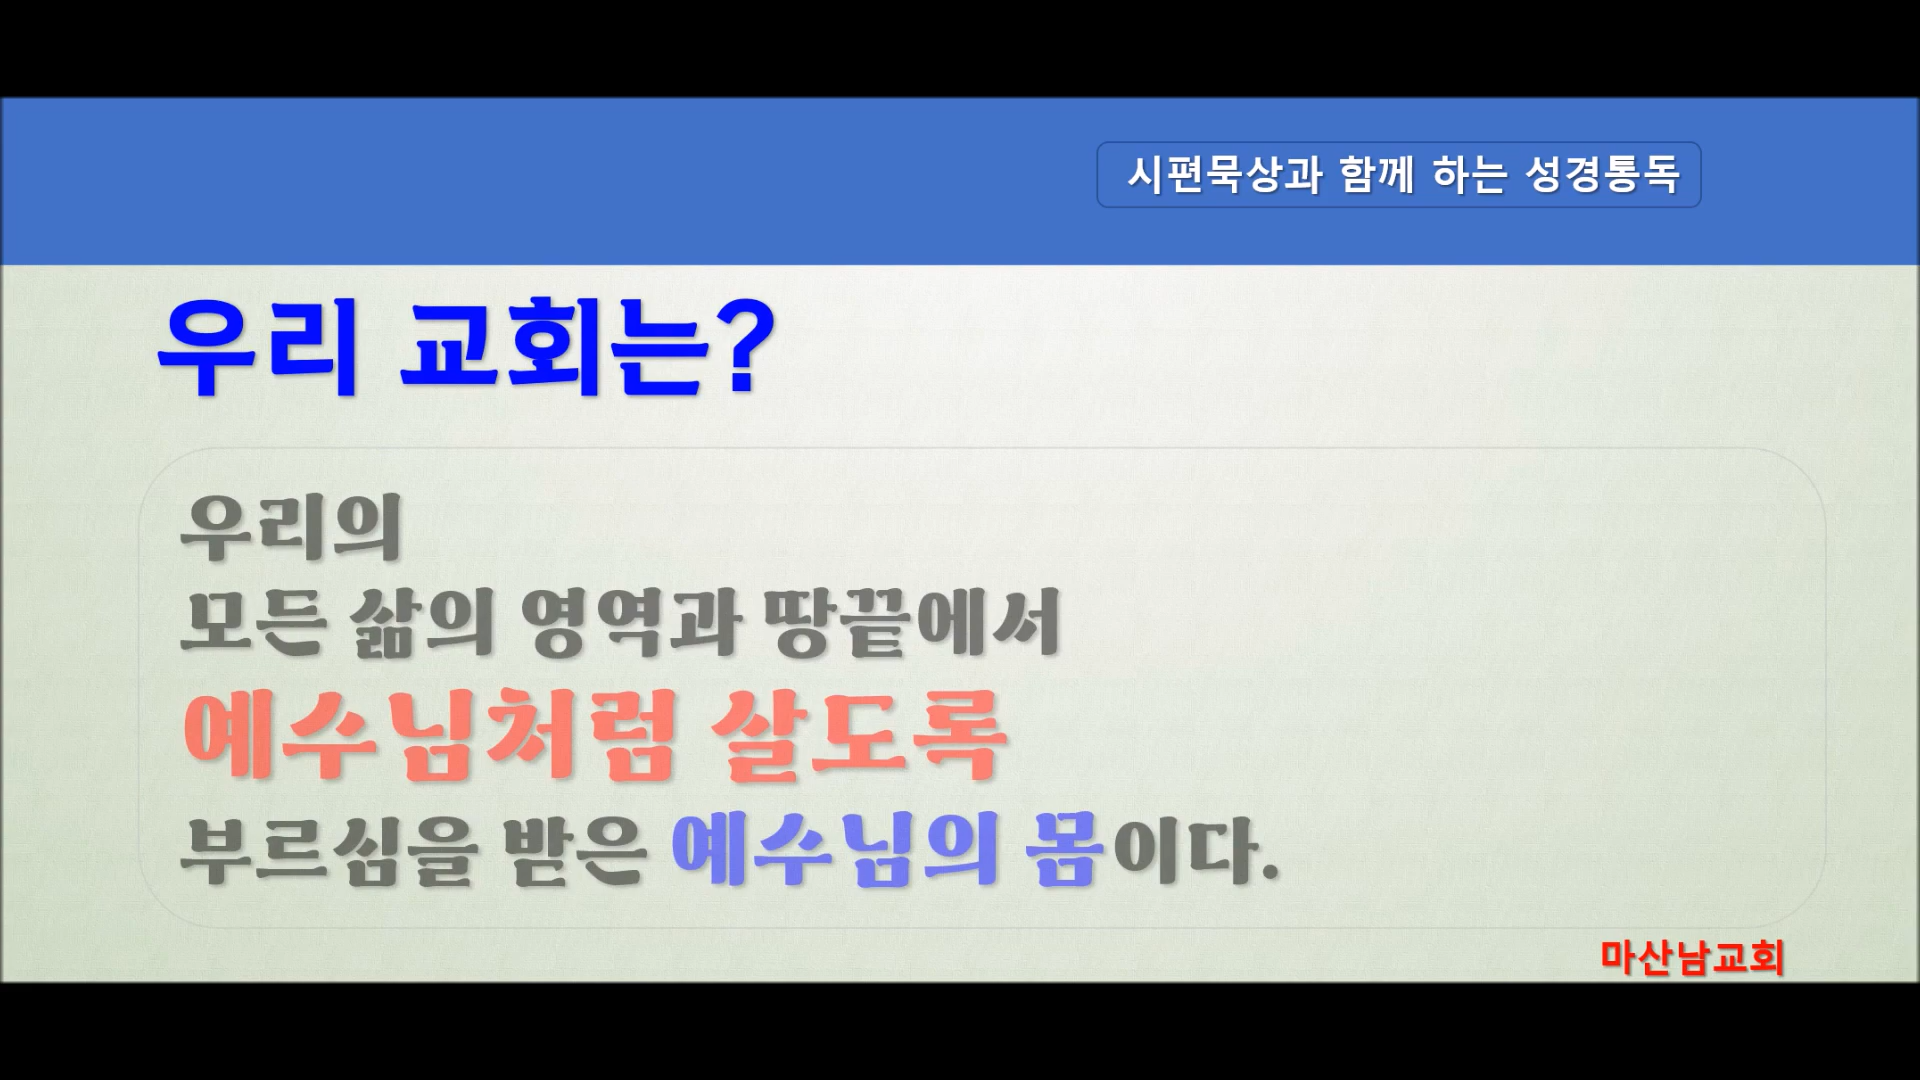 시편묵상과 함께 하는 성경통독
우리 교회는?
우리의
모든 삶의 영역과 땅끝에서
예수님처럼 살도록
부르심을 받은 예수님의 몸이다.
마산남교회